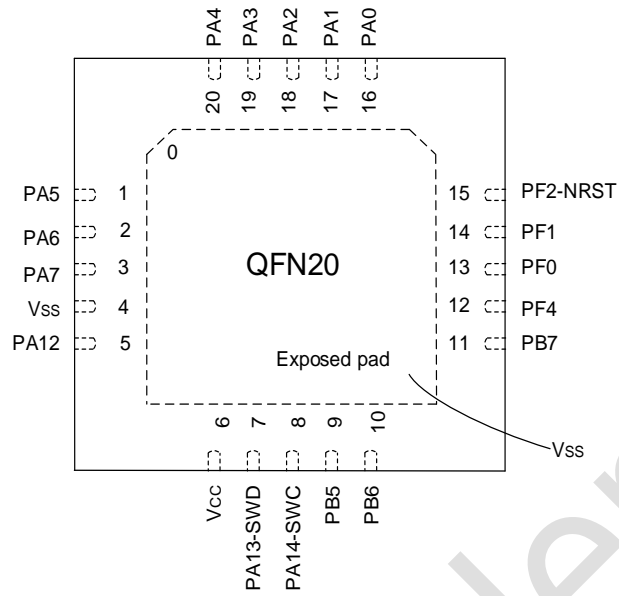 PA4 PA3 PA2 PA1 PA0
20 19 18 17 16
0
PA5 1 15 PF2-NRST
PA6 2 14 PF1
PA7 3 QFN20 13 PF0
Vss 4 12 PF4
PA12 5 11 PB7
Exposed pad
6 7 8 9 10
Vss
Vcc PA13-SWD PA14-SWC PB5 PB6